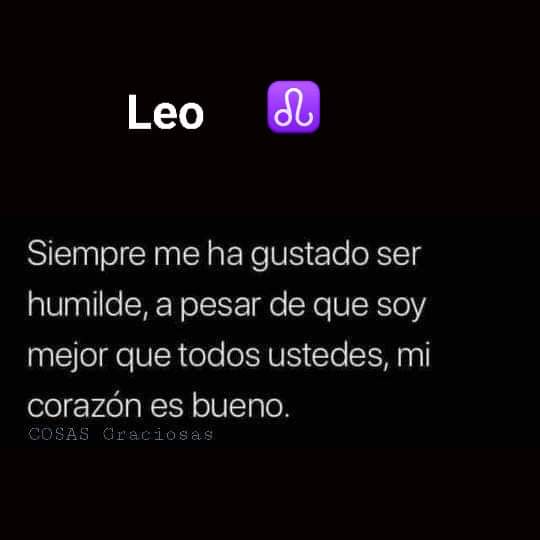 Leo ♌
Siempre me ha gustado ser
humilde, a pesar de que soy
mejor que todos ustedes, mi
corazón es bueno.
COSAS Graciosas